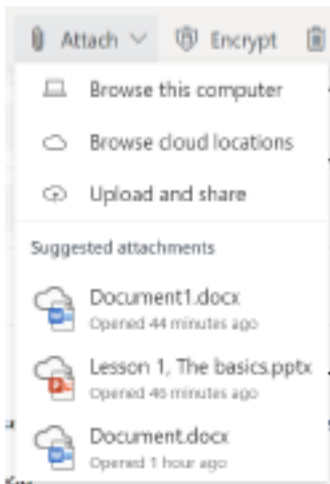 Attach Encrypt
Browse this computer
Browse cloud locations
Upload and share
Suggested attachments
Document1.docx
Opened 44 minutes ago
Lesson 1, The basics.pptx
Opened 46 minutes ago
Document.docx
Opened 1 hour ago